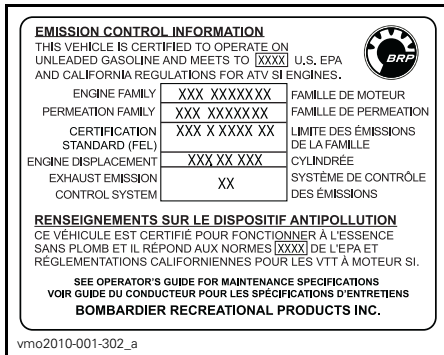 EMISSION CONTROL INFORMATION
THIS VEHICLE IS CERTIFIED TO OPERATE ON
UNLEADED GASOLINE AND MEETS TO XXXX U.S. EPA
AND CALIFORNIA REGULATIONS FOR ATV SI ENGINES.
BRP
ENGINE FAMILY XXX XXXXXXX FAMILLE DE MOTEUR
PERMEATION FAMILY XXX XXXXXXX FAMILLE DE PERMEATION
CERTIFICATION XXX X XXXX XX LIMITE DES ÉMISSIONS
STANDARD (FEL) DE LA FAMILLE
ENGINE DISPLACEMENT XXX XX XXX CYLINDRÉE
EXHAUST EMISSION XX SYSTÈME DE CONTRÔLE
CONTROL SYSTEM DES ÉMISSIONS
RENSEIGNEMENTS SUR LE DISPOSITIF ANTIPOLLUTION
CE VÉHICULE EST CERTIFIÉ POUR FONCTIONNER À L'ESSENCE
SANS PLOMB ET IL RÉPOND AUX NORMES XXXX DE L'EPA ET
RÉGLEMENTATIONS CALIFORNIENNES POUR LES VTT À MOTEUR SI.
SEE OPERATOR'S GUIDE FOR MAINTENANCE SPECIFICATIONS
VOIR GUIDE DU CONDUCTEUR POUR LES SPÉCIFICATIONS D'ENTRETIENS
BOMBARDIER RECREATIONAL PRODUCTS INC.
vmo2010-001-302_a